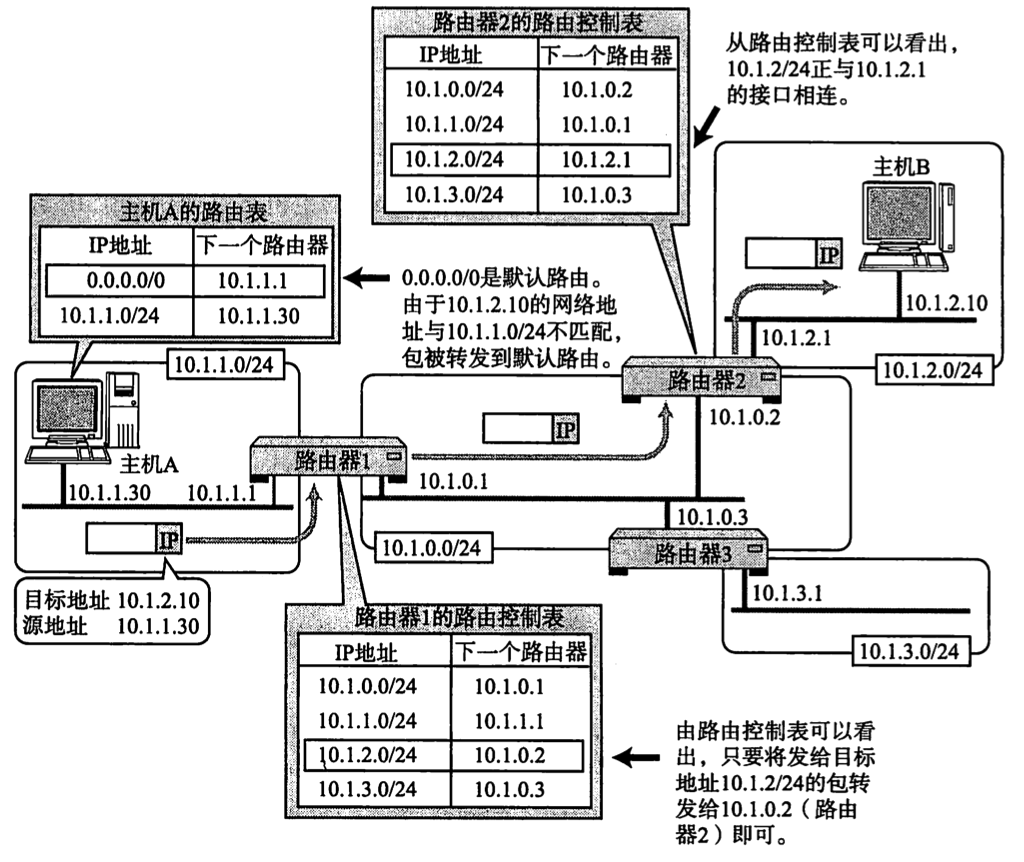 路由器2的路由控制表
IP地址 下一个路由器
10.1.0.0/24 10.1.0.2
10.1.1.0/24 10.1.0.1
10.1.2.0/24 10.1.2.1
10.1.3.0/24 10.1.0.3
从路由控制表可以看出，
10.1.2/24正与10.1.2.1
的接口相连。
主机B
IP
10.1.2.10
10.1.2.1
10.1.2.0/24
主机A的路由表
IP地址 下一个路由器
0.0.0.0/0 10.1.1.1
10.1.1.0/24 10.1.1.30
0.0.0.0/0是默认路由。
由于10.1.2.10的网络地
址与10.1.1.0/24不匹配，
包被转发到默认路由。
10.1.1.0/24
主机A
10.1.1.30
10.1.1.1
IP
目标地址 10.1.2.10
源地址 10.1.1.30
路由器1
10.1.0.1
IP
路由器2
10.1.0.2
10.1.0.0/24
10.1.0.3
路由器3
10.1.3.1
10.1.3.0/24
路由器1的路由控制表
IP地址 下一个路由器
10.1.0.0/24 10.1.0.1
10.1.1.0/24 10.1.1.1
10.1.2.0/24 10.1.0.2
10.1.3.0/24 10.1.0.3
由路由控制表可以看
出，只要将发给目标
地址10.1.2/24的包转
发给10.1.0.2（路由
器2）即可。